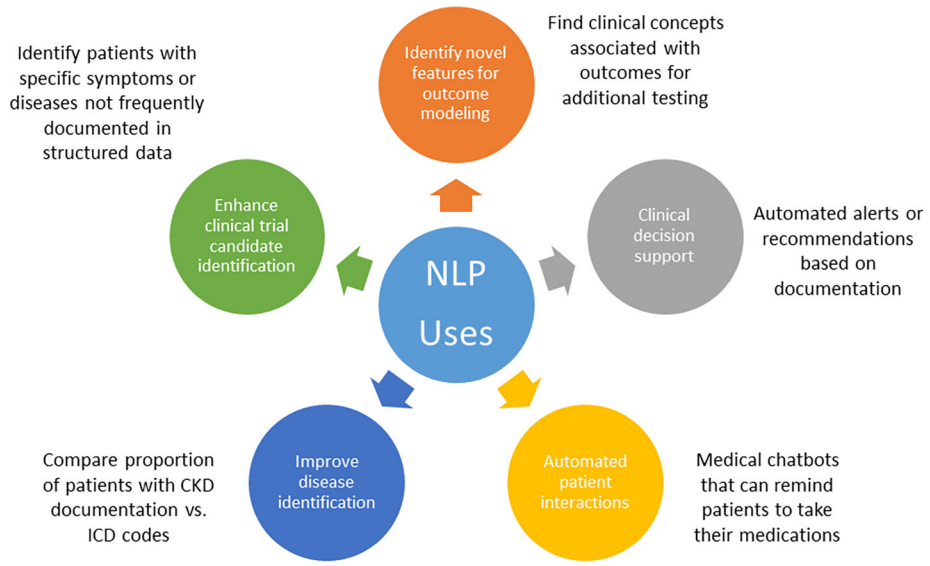 Identify novel
features for
outcome
modeling
Find clinical concepts
associated with
outcomes for
additional testing
Identify patients with
specific symptoms or
diseases not frequently
documented in
structured data
Enhance
clinical trial
candidate
identification
NLP
Uses
Clinical
decision
support
Automated alerts or
recommendations
based on
documentation
Compare proportion
of patients with CKD
documentation vs.
ICD codes
Improve
disease
identification
Automated
patient
interactions
Medical chatbots
that can remind
patients to take
their medications